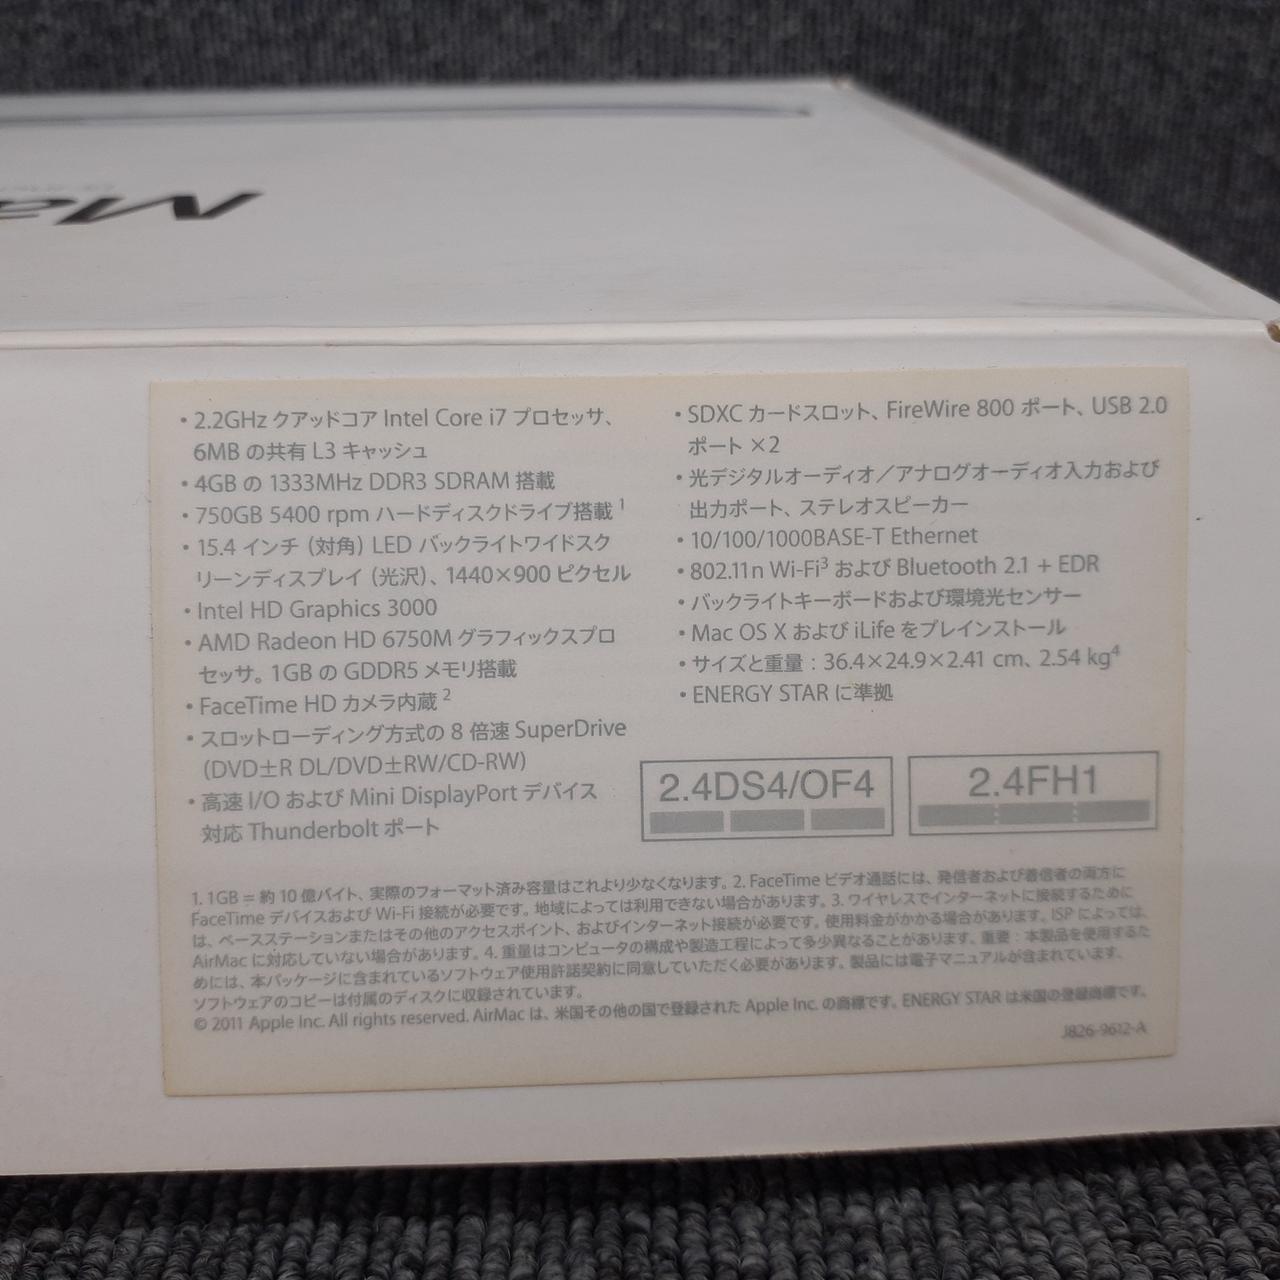 Ma
• 2.2GHz クアッドコア Intel Core i7 プロセッサ、
6MB の共有 L3 キャッシュ
• 4GB の 1333MHz DDR3 SDRAM 搭載
• 750GB 5400 rpm ハードディスクドライブ搭載 1
• 15.4 インチ（対角）LED バックライトワイドスク
リーンディスプレイ（光沢）、1440×900 ピクセル
• Intel HD Graphics 3000
• AMD Radeon HD 6750M グラフィックスプロ
セッサ。1GB の GDDR5 メモリ搭載
• FaceTime HD カメラ内蔵 2
• スロットローディング方式の 8 倍速 SuperDrive
（DVD±R DL/DVD±RW/CD-RW）
• 高速 I/O および Mini DisplayPort デバイス
対応 Thunderbolt ポート
• SDXC カードスロット、FireWire 800 ポート、USB 2.0
ポート ×2
• 光デジタルオーディオ／アナログオーディオ入力および
出力ポート、ステレオスピーカー
• 10/100/1000BASE-T Ethernet
• 802.11n Wi-Fi3 および Bluetooth 2.1 + EDR
• バックライトキーボードおよび環境光センサー
• Mac OS X および iLife をプレインストール
• サイズと重量：36.4×24.9×2.41 cm、2.54 kg4
• ENERGY STAR に準拠
2.4DS4/OF4
2.4FH1
1. 1GB = 約 10 億バイト、実際のフォーマット済み容量はこれより少なくなります。2. FaceTime ビデオ通話には、発信者および着信者の両方に
FaceTime デバイスおよび Wi-Fi 接続が必要です。地域によっては利用できない場合があります。3. ワイヤレスでインターネットに接続するために
は、ベースステーションまたはその他のアクセスポイント、およびインターネット接続が必要です。使用料金がかかる場合があります。ISP によっては、
AirMac に対応していない場合があります。4. 重量はコンピュータの構成や製造工程によって多少異なることがあります。重要：本製品を使用するた
めには、本パッケージに含まれているソフトウェア使用許諾契約に同意していただく必要があります。製品には電子マニュアルが含まれています。
ソフトウェアのコピーは付属のディスクに収録されています。
© 2011 Apple Inc. All rights reserved. AirMac は、米国その他の国で登録された Apple Inc. の商標です。ENERGY STAR は米国の登録商標です。
J826-9612-A